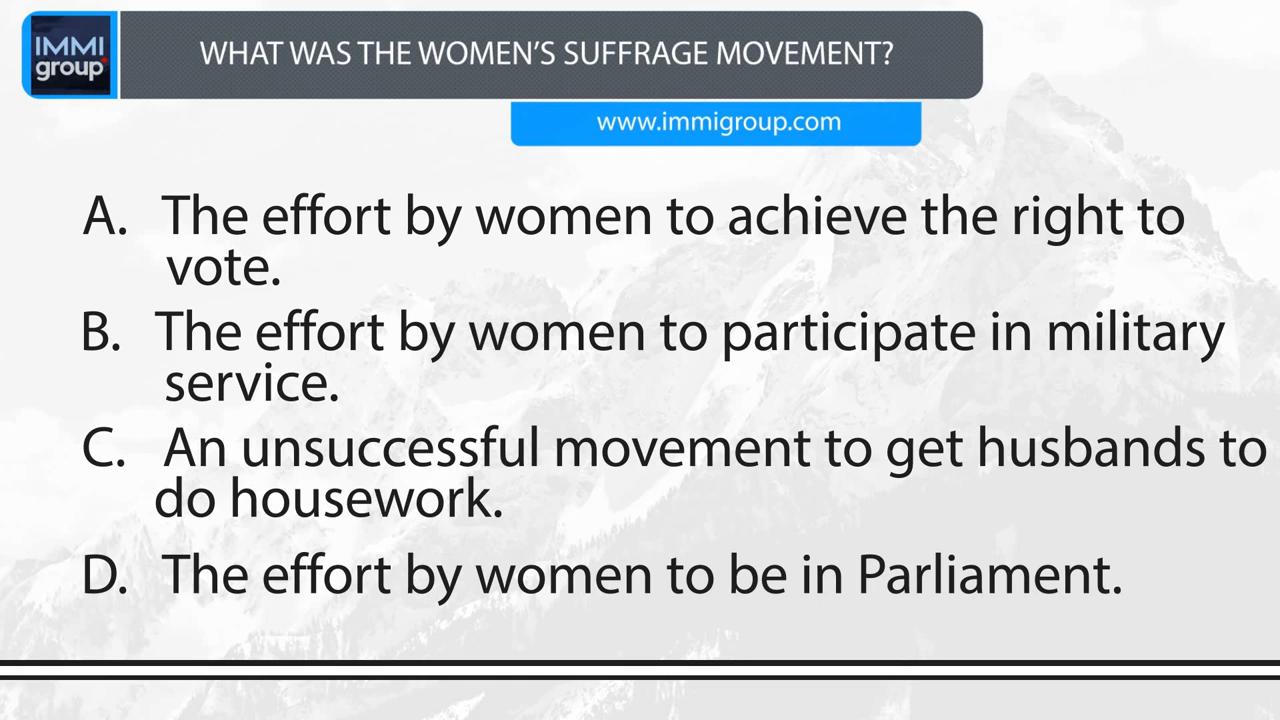 IMMI
group
WHAT WAS THE WOMEN’S SUFFRAGE MOVEMENT?
www.immigroup.com
A. The effort by women to achieve the right to
vote.
B. The effort by women to participate in military
service.
C. An unsuccessful movement to get husbands to
do housework.
D. The effort by women to be in Parliament.